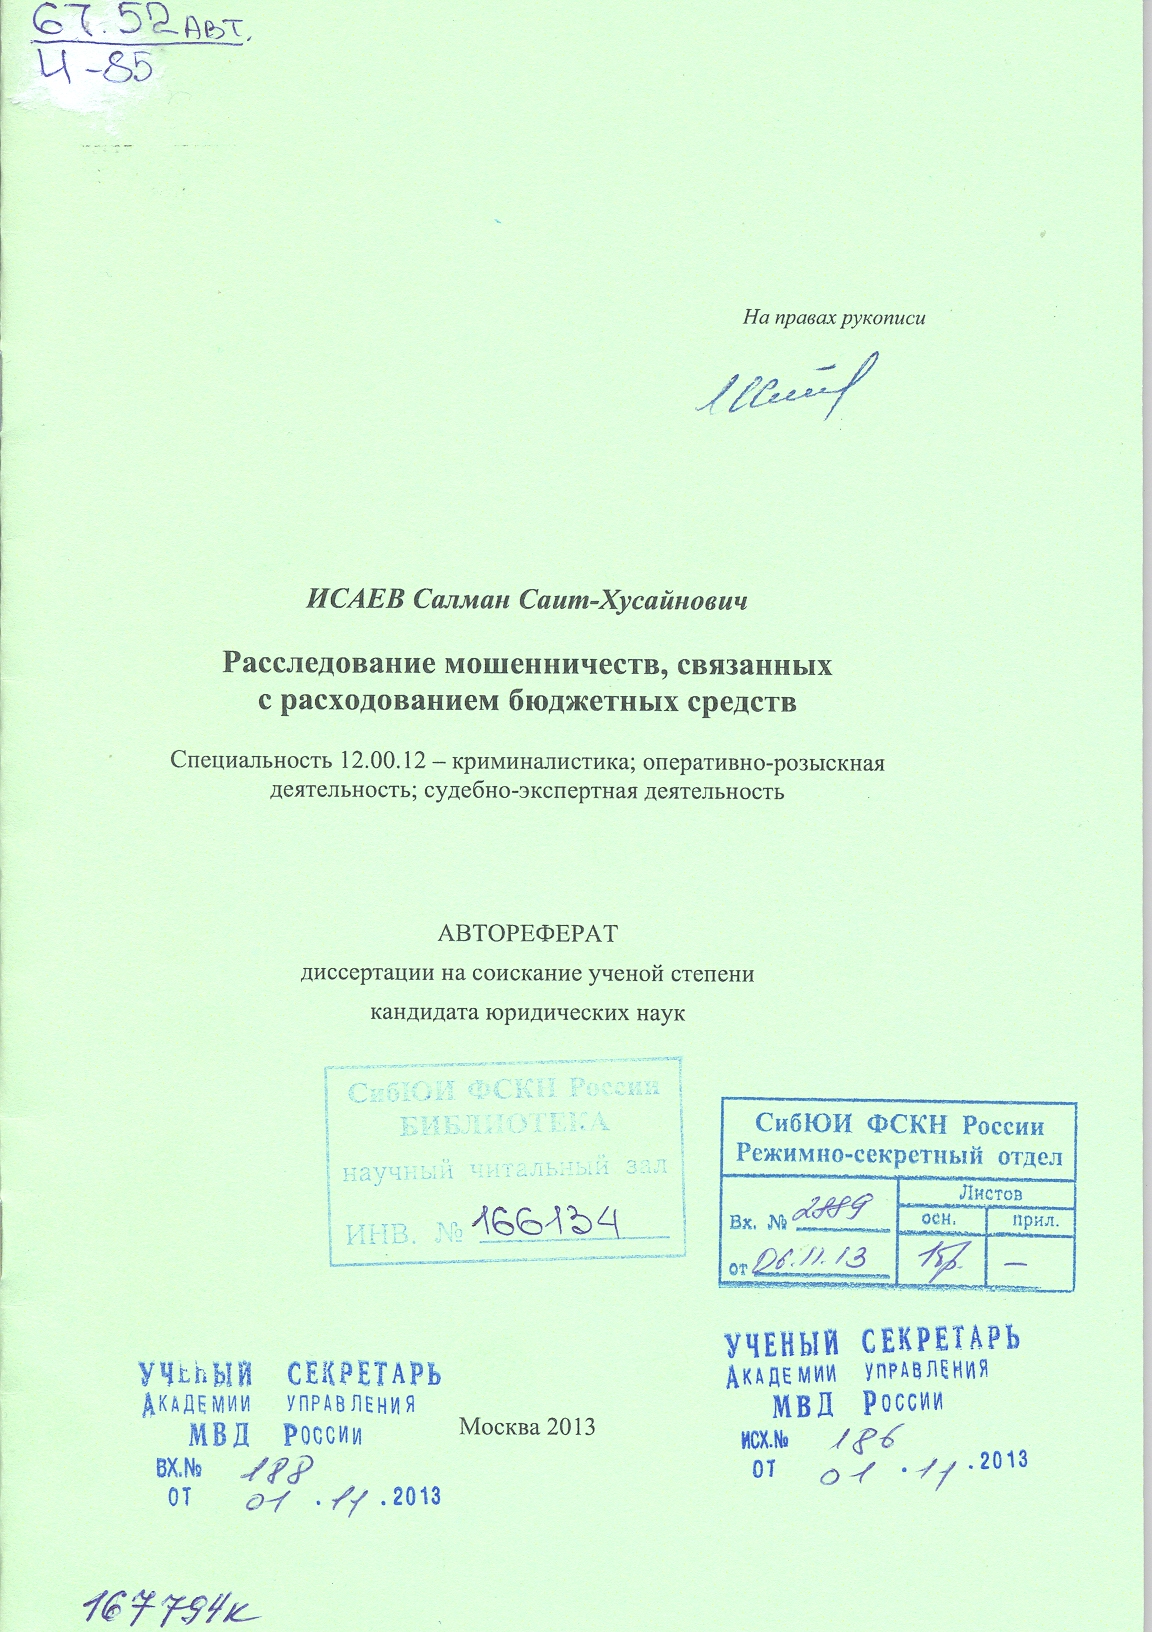 67.52 АВТ.
И-85
На правах рукописи
ИСАЕВ Салман Саит-Хусайнович
Расследование мошенничеств, связанных
с расходованием бюджетных средств
Специальность 12.00.12 – криминалистика; оперативно-розыскная
деятельность; судебно-экспертная деятельность
АВТОРЕФЕРАТ
диссертации на соискание ученой степени
кандидата юридических наук
СибЮИ ФСКН России
БИБЛИОТЕКА
научный читальный зал
ИНВ. № 166134
СибЮИ ФСКН России
Режимно-секретный отдел
Вх. № 2889
Листов
осн. прил.
от 06.11.13
—
УЧЕНЫЙ СЕКРЕТАРЬ
АКАДЕМИИ УПРАВЛЕНИЯ
МВД РОССИИ
ВХ.№ 188
ОТ 01.11.2013
Москва 2013
УЧЕНЫЙ СЕКРЕТАРЬ
АКАДЕМИИ УПРАВЛЕНИЯ
МВД РОССИИ
ИСХ.№ 186
ОТ 01.11.2013
167794к